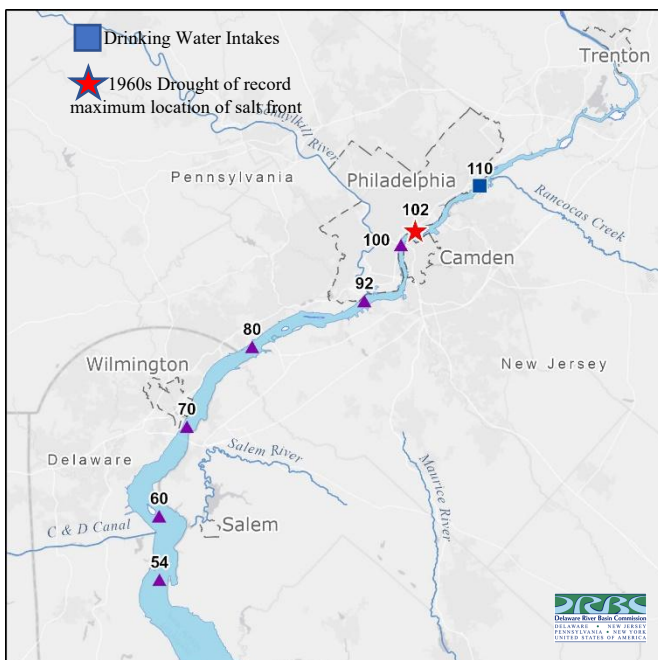 Drinking Water Intakes
1960s Drought of record
maximum location of salt front
Trenton
Schuylkill River
Pennsylvania
Philadelphia
110
Rancocas Creek
102
100
Camden
92
80
New Jersey
Wilmington
70
Delaware
Salem River
Maurice River
60
C & D Canal
Salem
54
DRBC
Delaware River Basin Commission
DELAWARE • NEW JERSEY
PENNSYLVANIA • NEW YORK
UNITED STATES OF AMERICA